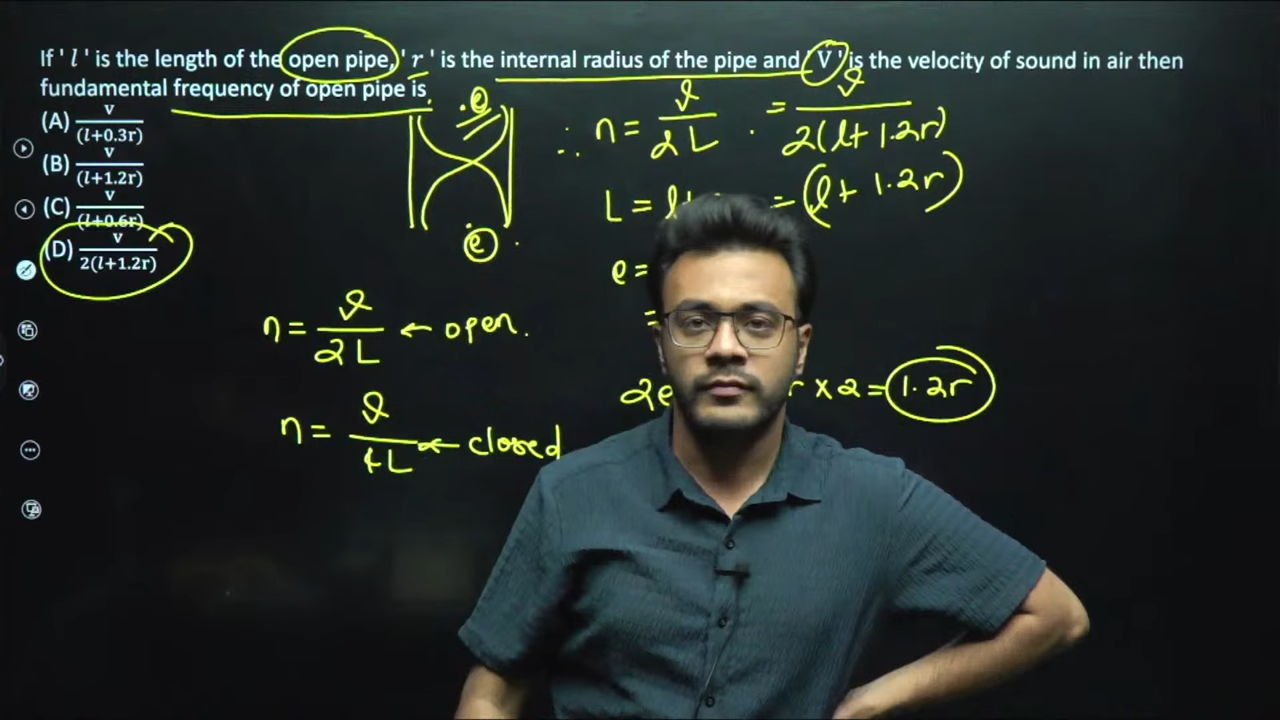 If ' l ' is the length of the open pipe, ' r ' is the internal radius of the pipe and ' V ' is the velocity of sound in air then
fundamental frequency of open pipe is
(A) v/(l+0.3r)
(B) v/(l+1.2r)
(C) v/(l+0.6r)
(D) v/2(l+1.2r)
.e
e
∴ n = v/2L = v/2(l+1.2r)
L = l+ = (l + 1.2r)
e =
=
2e × 2 = 1.2r
n = v/2L ← open.
n = v/4L ← closed